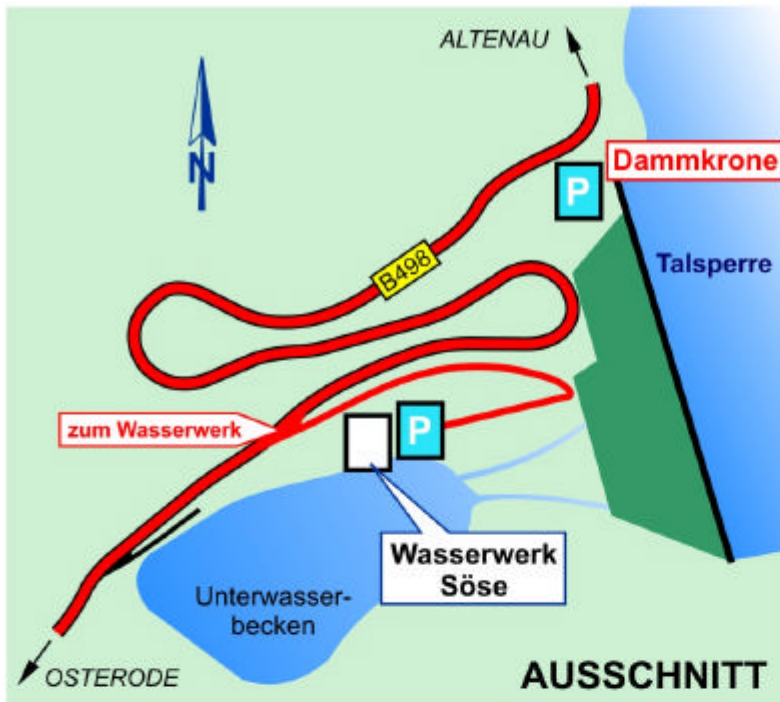 ALTENAU
N
Dammkrone
P
B498
Talsperre
zum Wasserwerk
P
Wasserwerk
Söse
Unterwasser-
becken
OSTERODE
AUSSCHNITT